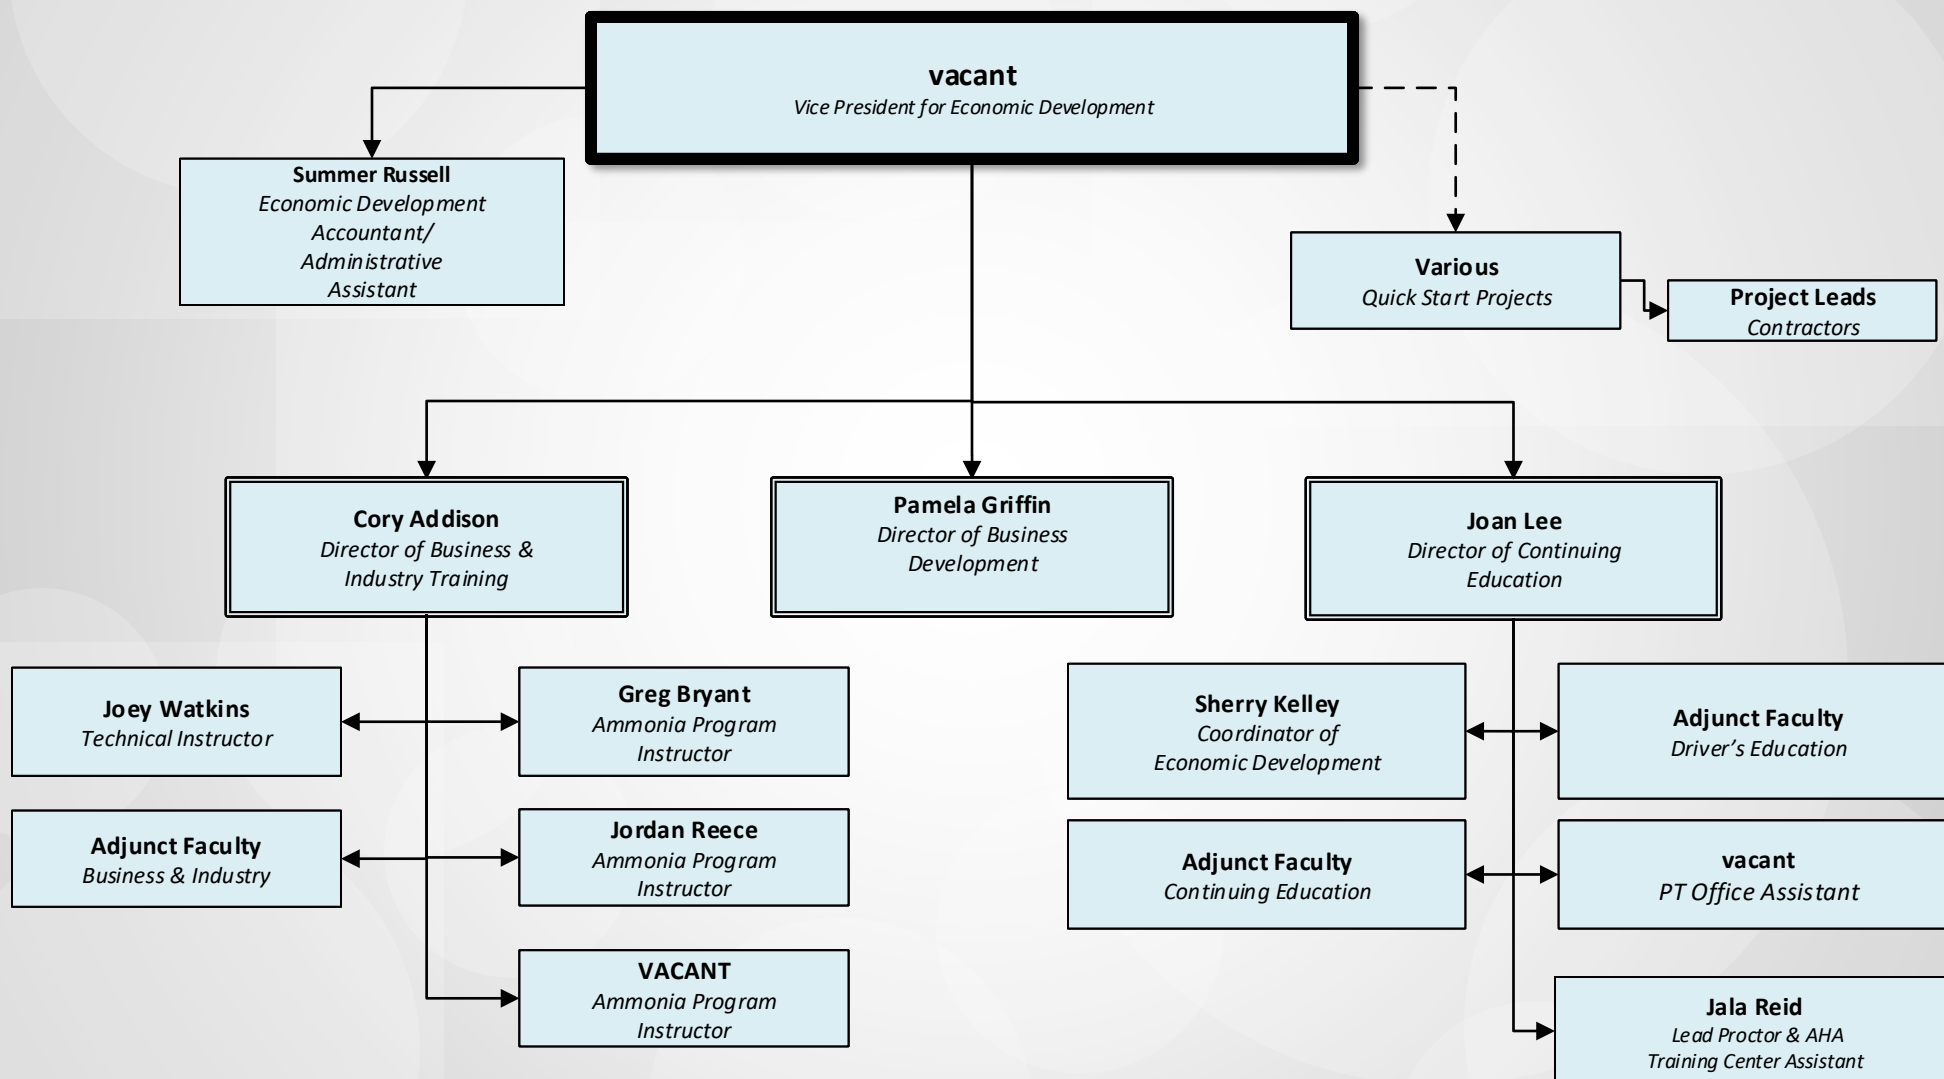 vacant
Vice President for Economic Development
Summer Russell
Economic Development
Accountant/
Administrative
Assistant
Various
Quick Start Projects
Project Leads
Contractors
Cory Addison
Director of Business &
Industry Training
Pamela Griffin
Director of Business
Development
Joan Lee
Director of Continuing
Education
Joey Watkins
Technical Instructor
Greg Bryant
Ammonia Program
Instructor
Sherry Kelley
Coordinator of
Economic Development
Adjunct Faculty
Driver’s Education
Adjunct Faculty
Business & Industry
Jordan Reece
Ammonia Program
Instructor
Adjunct Faculty
Continuing Education
vacant
PT Office Assistant
VACANT
Ammonia Program
Instructor
Jala Reid
Lead Proctor & AHA
Training Center Assistant